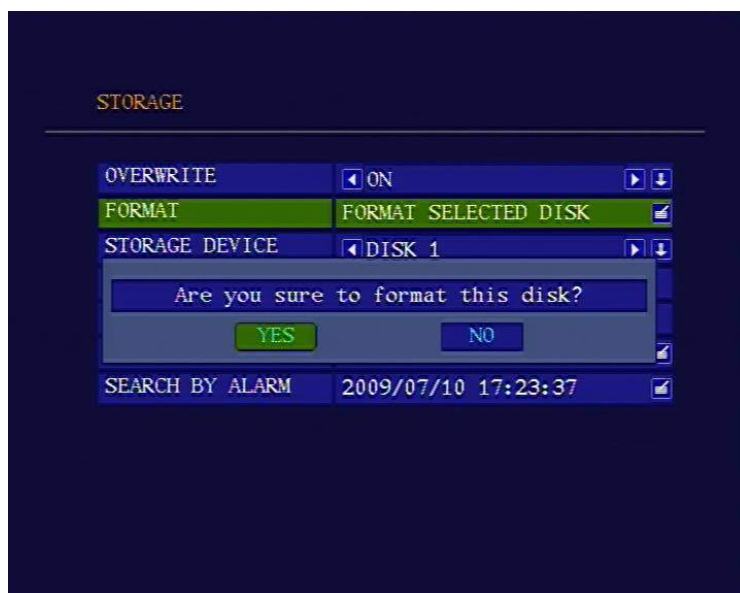 STORAGE
OVERWRITE ON
FORMAT FORMAT SELECTED DISK
STORAGE DEVICE DISK 1
Are you sure to format this disk?
YES NO
SEARCH BY ALARM 2009/07/10 17:23:37